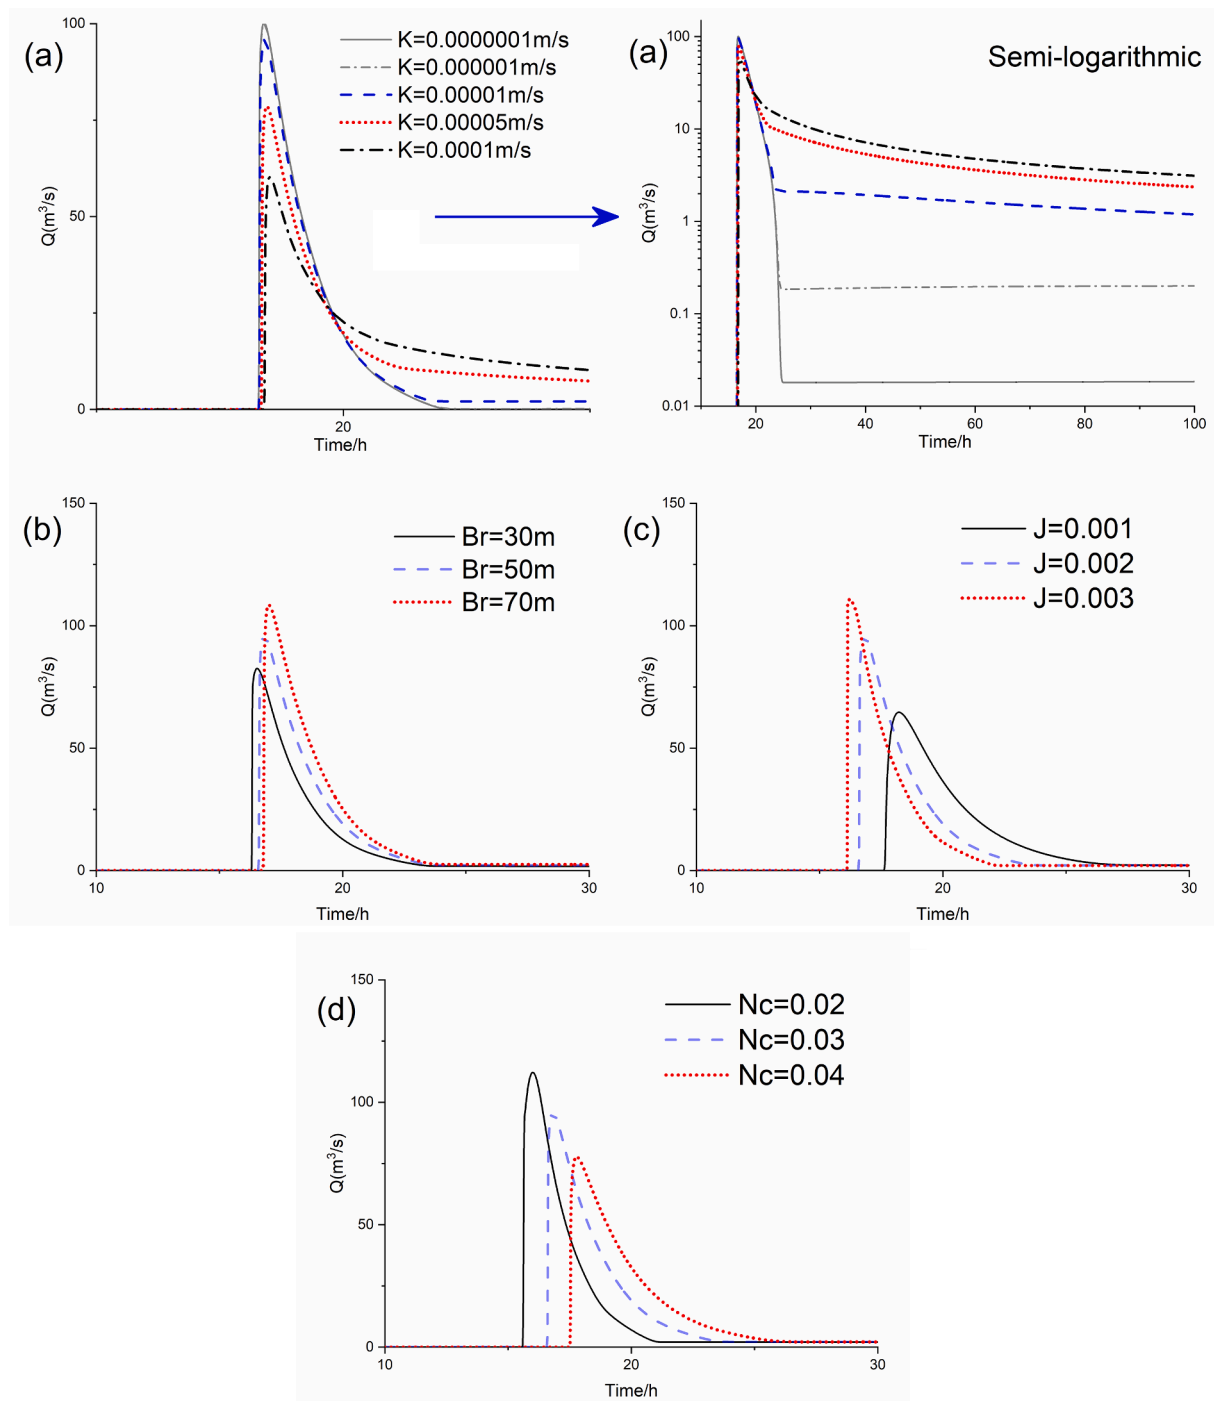 (a)
K=0.0000001m/s
K=0.000001m/s
K=0.00001m/s
K=0.00005m/s
K=0.0001m/s
100
50
0
Q(m³/s)
20
Time/h
(a)
Semi-logarithmic
100
10
1
0.1
0.01
Q(m³/s)
20
40
60
80
100
Time/h
(b)
Br=30m
Br=50m
Br=70m
150
100
50
0
Q(m³/s)
10
20
30
Time/h
(c)
J=0.001
J=0.002
J=0.003
150
100
50
0
Q(m³/s)
10
20
30
Time/h
(d)
Nc=0.02
Nc=0.03
Nc=0.04
150
100
50
0
Q(m³/s)
10
20
30
Time/h